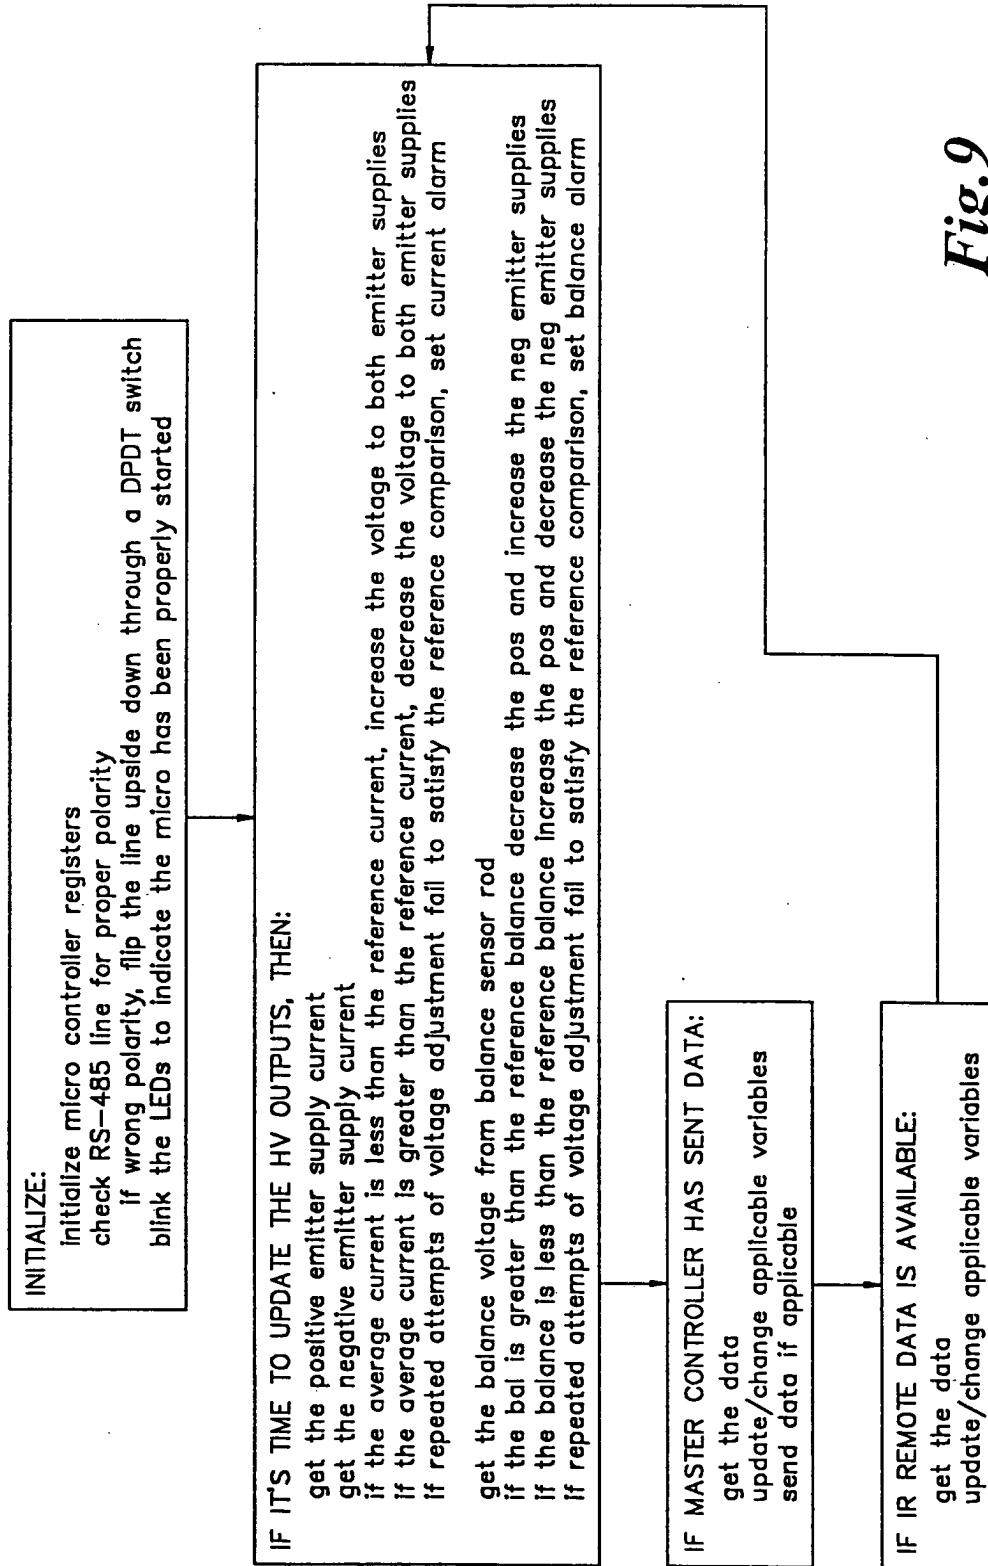 INITIALIZE:
initialize micro controller registers
check RS-485 line for proper polarity
if wrong polarity, flip the line upside down through a DPDT switch
blink the LEDs to indicate the micro has been properly started
IF IT'S TIME TO UPDATE THE HV OUTPUTS, THEN:
get the positive emitter supply current
get the negative emitter supply current
if the average current is less than the reference current, increase the voltage to both emitter supplies
if the average current is greater than the reference current, decrease the voltage to both emitter supplies
if repeated attempts of voltage adjustment fail to satisfy the reference comparison, set current alarm
get the balance voltage from balance sensor rod
if the bal is greater than the reference balance decrease the pos and increase the neg emitter supplies
if the balance is less than the reference balance increase the pos and decrease the neg emitter supplies
if repeated attempts of voltage adjustment fail to satisfy the reference comparison, set balance alarm
IF MASTER CONTROLLER HAS SENT DATA:
get the data
update/change applicable variables
send data if applicable
IF IR REMOTE DATA IS AVAILABLE:
get the data
update/change applicable variables
Fig.9